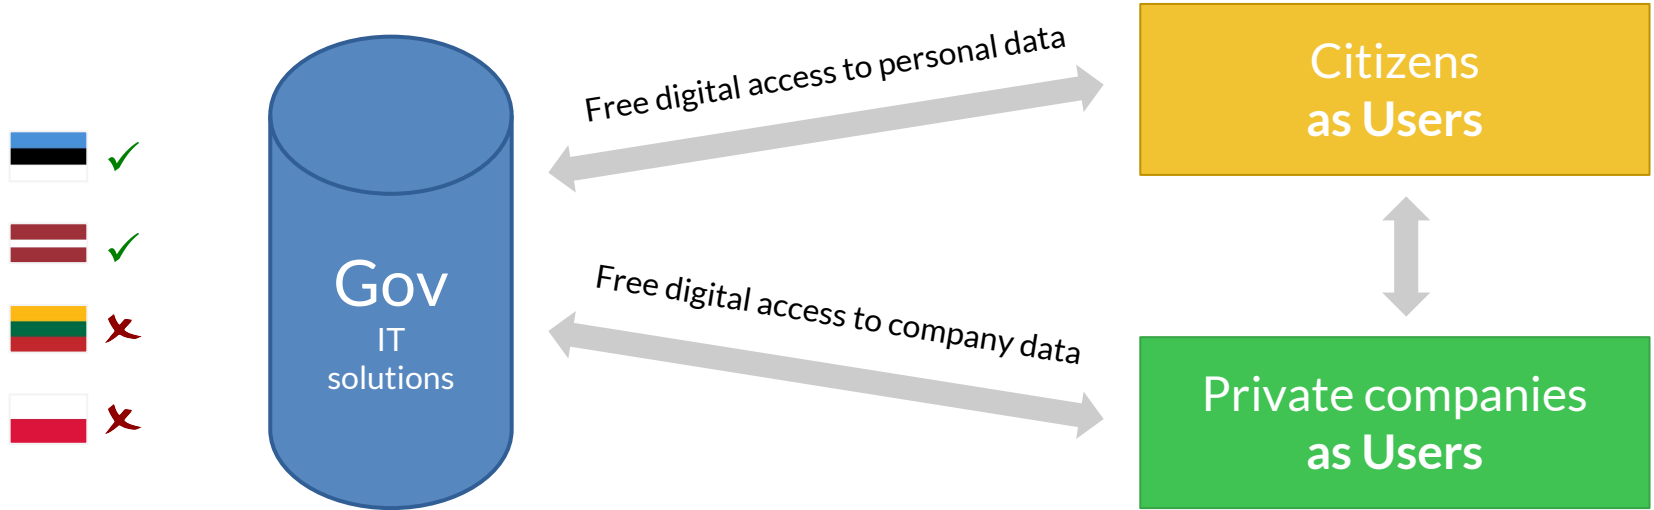 Free digital access to personal data
Citizens
as Users
Gov
IT
solutions
Free digital access to company data
Private companies
as Users